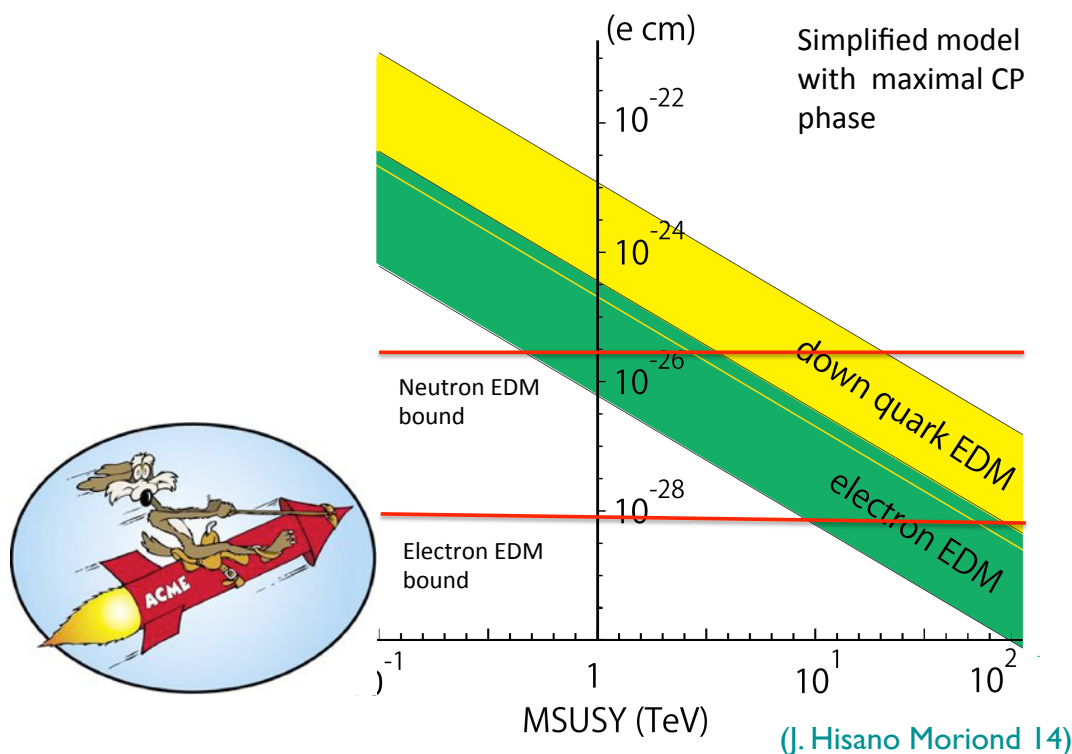 (e cm)
Simplified model
with maximal CP
phase
10^-22
10^-24
10^-26
10^-28
down quark EDM
electron EDM
Neutron EDM
bound
Electron EDM
bound
ACME
0^-1
1
10^1
10^2
MSUSY (TeV)
(J. Hisano Moriond 14)